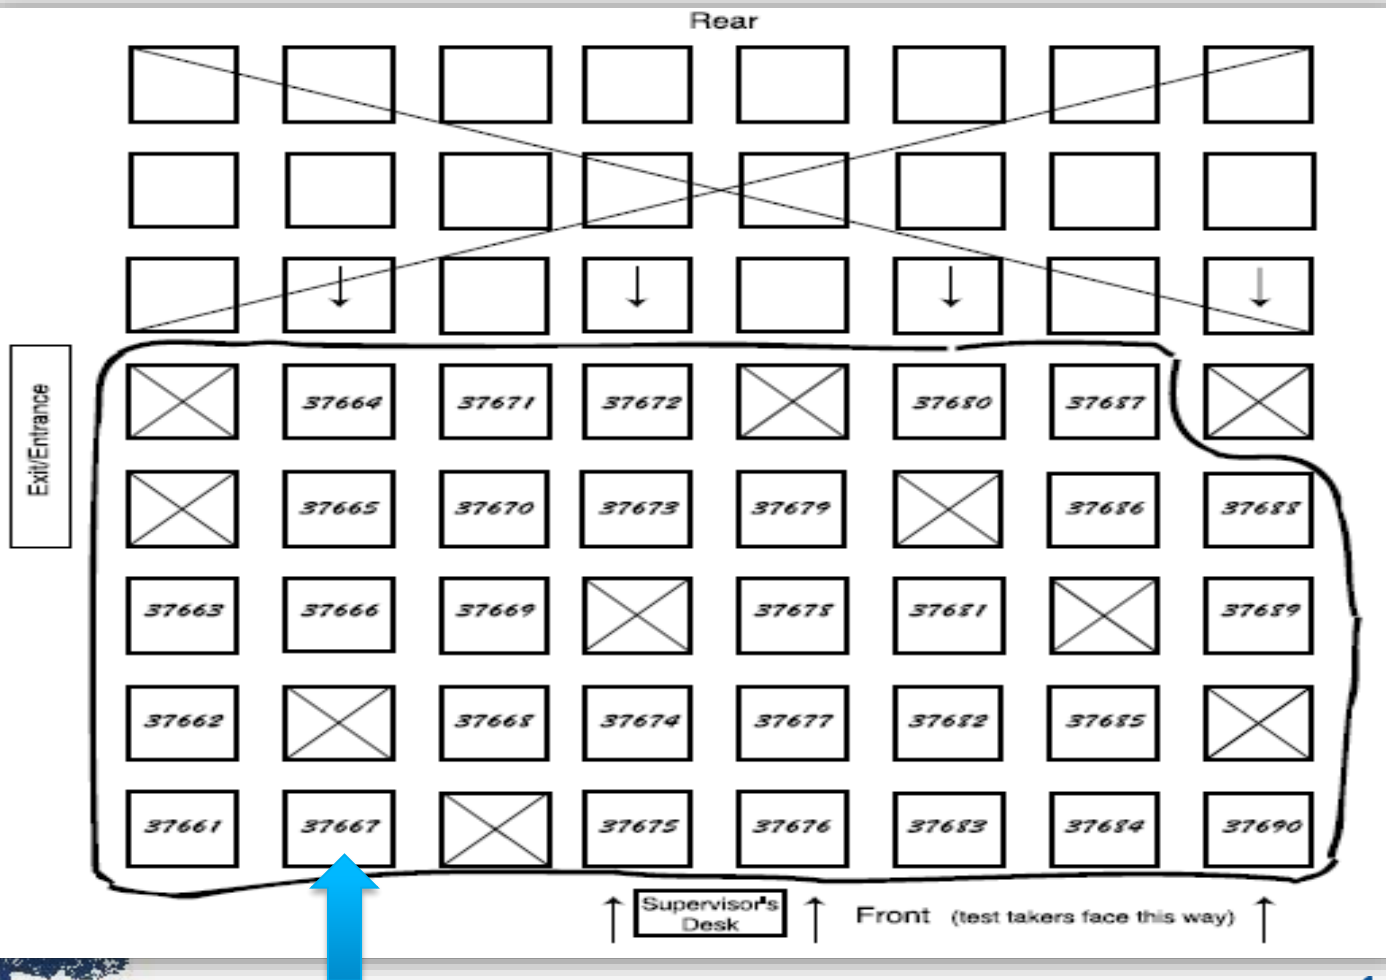 Rear
Exit/Entrance
37664 37671 37672 37680 37687
37665 37670 37673 37679 37686 37688
37663 37666 37669 37678 37681 37689
37662 37668 37674 37677 37682 37685
37661 37667 37675 37676 37683 37684 37690
Supervisor's
Desk
Front (test takers face this way)